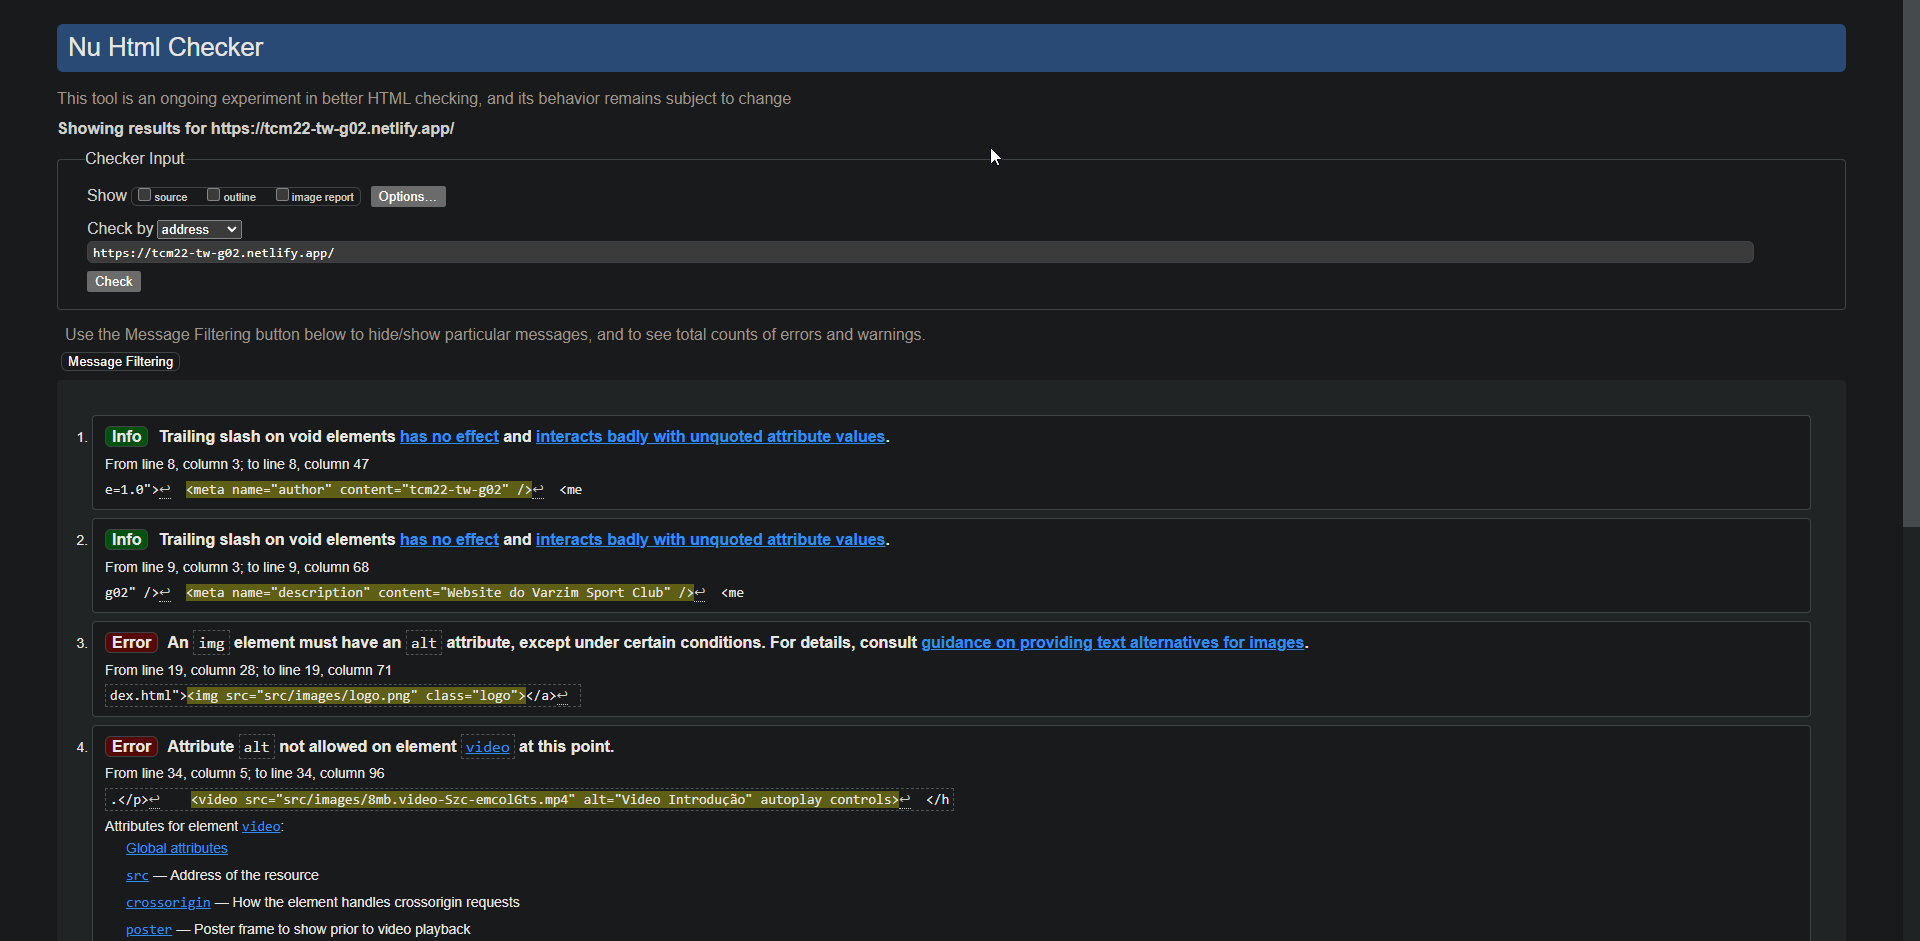 Nu Html Checker
This tool is an ongoing experiment in better HTML checking, and its behavior remains subject to change
Showing results for https://tcm22-tw-g02.netlify.app/
Checker Input
Show source outline image report Options...
Check by address
https://tcm22-tw-g02.netlify.app/
Check
Use the Message Filtering button below to hide/show particular messages, and to see total counts of errors and warnings.
Message Filtering
1. Info Trailing slash on void elements has no effect and interacts badly with unquoted attribute values.
From line 8, column 3; to line 8, column 47
e=1.0">↩ <meta name="author" content="tcm22-tw-g02" />↩ <me
2. Info Trailing slash on void elements has no effect and interacts badly with unquoted attribute values.
From line 9, column 3; to line 9, column 68
g02" />↩ <meta name="description" content="Website do Varzim Sport Club" />↩ <me
3. Error An img element must have an alt attribute, except under certain conditions. For details, consult guidance on providing text alternatives for images.
From line 19, column 28; to line 19, column 71
dex.html"><img src="src/images/logo.png" class="logo"></a>↩
4. Error Attribute alt not allowed on element video at this point.
From line 34, column 5; to line 34, column 96
.</p>↩ <video src="src/images/8mb.video-Szc-emcolGts.mp4" alt="Video Introdução" autoplay controls>↩ </h
Attributes for element video:
Global attributes
src — Address of the resource
crossorigin — How the element handles crossorigin requests
poster — Poster frame to show prior to video playback